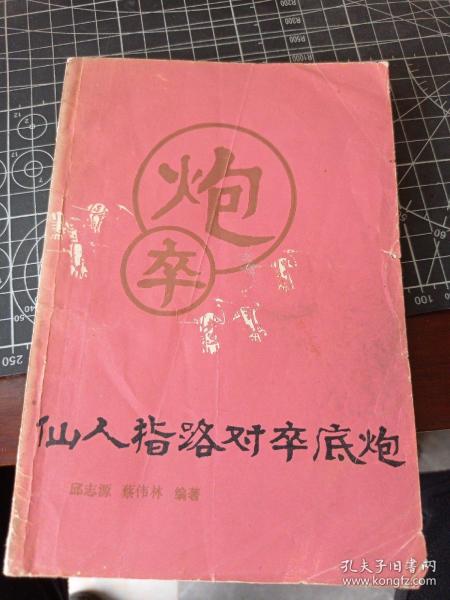 炮
卒
仙人指路对卒底炮
邱志源 蔡伟林 编著
孔夫子旧书网
www.kongfz.com